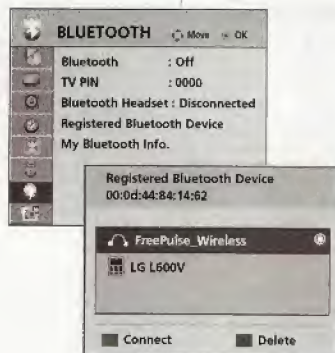 BLUETOOTH Move OK
Bluetooth : Off
TV PIN : 0000
Bluetooth Headset : Disconnected
Registered Bluetooth Device
My Bluetooth Info.
Registered Bluetooth Device
00:0d:44:84:14:62
FreePulse_Wireless
LG L600V
Connect Delete